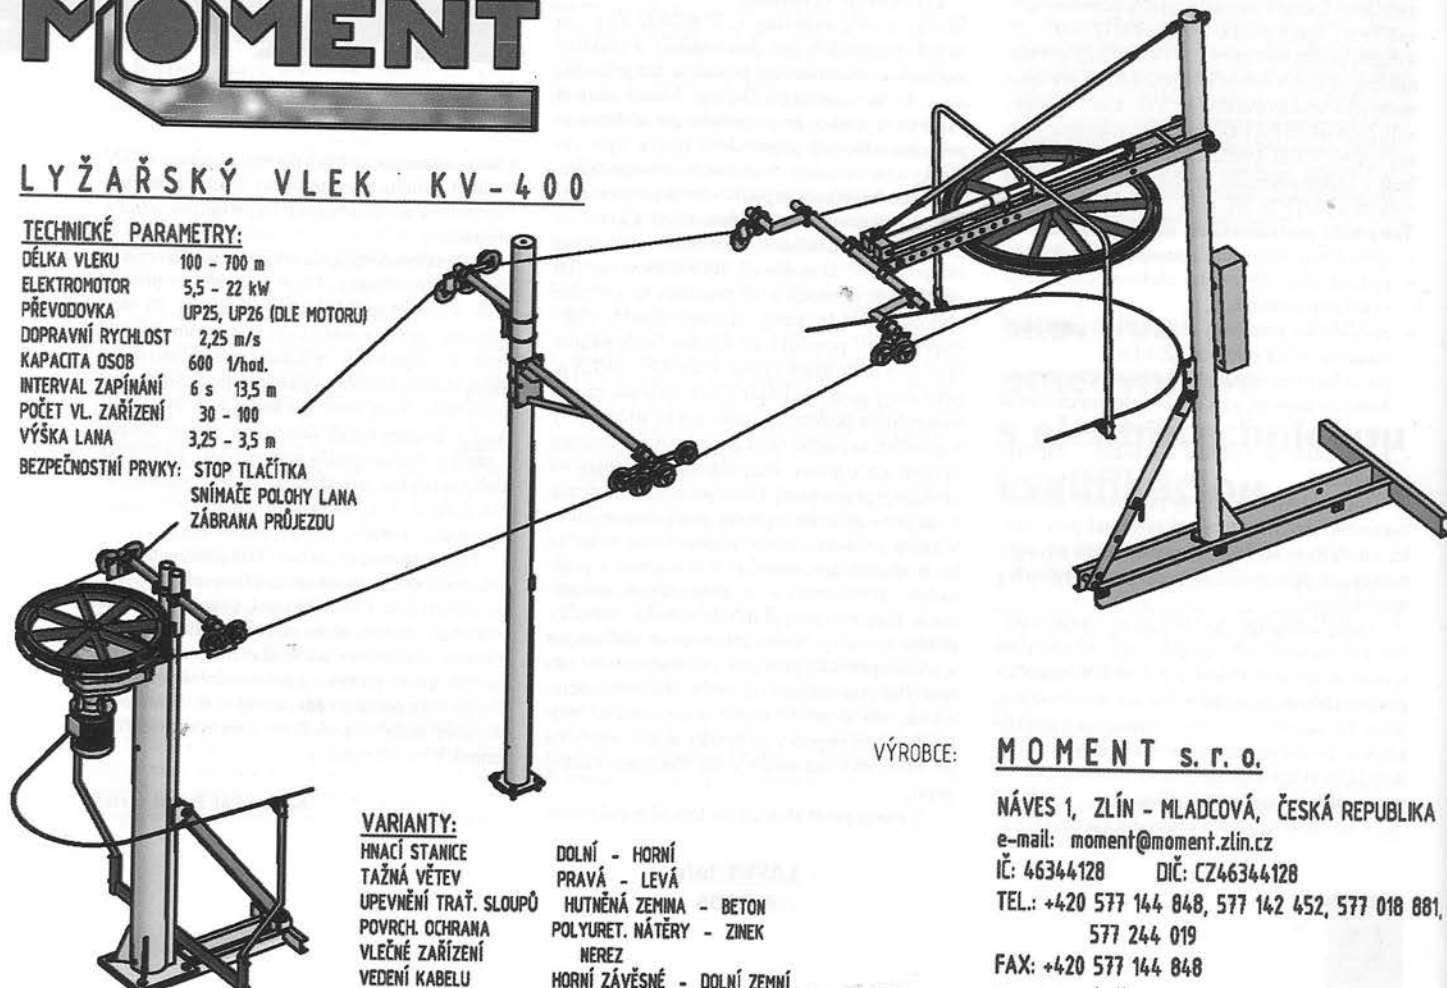 MOMENT
LYŽAŘSKÝ VLEK KV-400
TECHNICKÉ PARAMETRY:
DÉLKA VLEKU 100 - 700 m
ELEKTROMOTOR 5,5 - 22 kW
PŘEVODOVKA UP25, UP26 (DLE MOTORU)
DOPRAVNÍ RYCHLOST 2,25 m/s
KAPACITA OSOB 600 1/hod.
INTERVAL ZAPÍNÁNÍ 6 s 13,5 m
POČET VL. ZAŘÍZENÍ 30 - 100
VÝŠKA LANA 3,25 - 3,5 m
BEZPEČNOSTNÍ PRVKY: STOP TLAČÍTKA
SNÍMAČE POLOHY LANA
ZÁBRANA PRŮJEZDU
VARIANTY:
HNACÍ STANICE DOLNÍ - HORNÍ
TAŽNÁ VĚTEV PRAVÁ - LEVÁ
UPEVNĚNÍ TRAŤ. SLOUPŮ HUTNĚNÁ ZEMINA - BETON
POVRCH. OCHRANA POLYURET. NÁTĚRY - ZINEK
VLEČNÉ ZAŘÍZENÍ NEREZ
VEDENÍ KABELU HORNÍ ZÁVĚSNÉ - DOLNÍ ZEMNÍ
VÝROBCE:
MOMENT s. r. o.
NÁVES 1, ZLÍN - MLADCOVÁ, ČESKÁ REPUBLIKA
e-mail: moment@moment.zlin.cz
IČ: 46344128 DIČ: CZ46344128
TEL.: +420 577 144 848, 577 142 452, 577 018 881,
577 244 019
FAX: +420 577 144 848